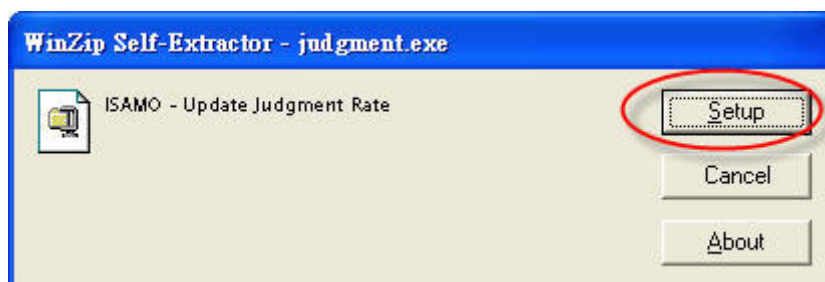 WinZip Self-Extractor - judgment.exe
ISAMO - Update Judgment Rate
Setup
Cancel
About